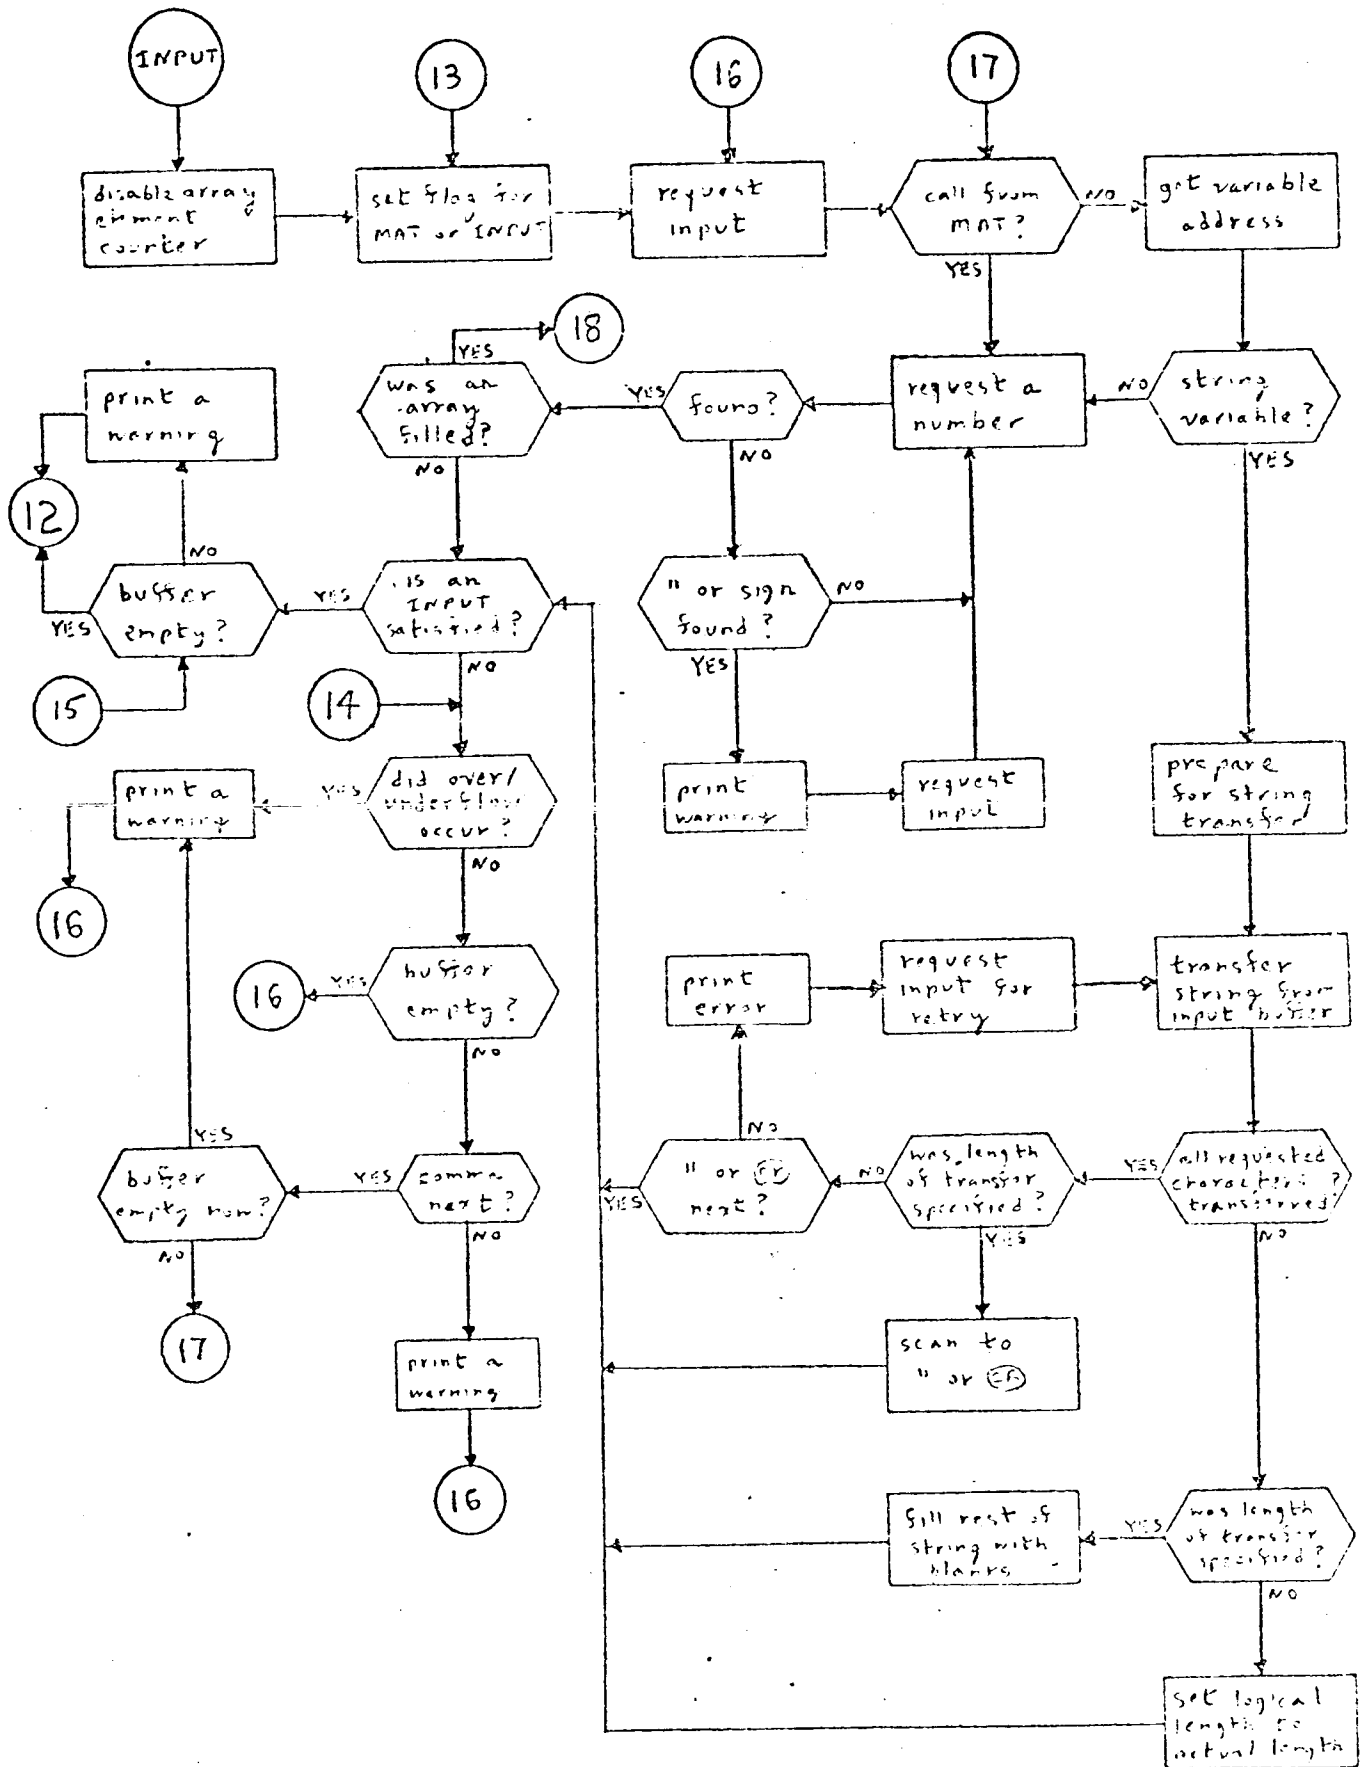 INPUT
13
16
17
disable array
element
counter
set flag for
MAT or INPUT
request
input
call from
MAT?
NO
get variable
address
YES
18
YES
print a
warning
was an
array
filled?
YES
found?
request a
number
NO
string
variable?
NO
NO
YES
12
NO
buffer
empty?
YES
YES
is an
INPUT
satisfied?
" or sign
found?
NO
YES
NO
15
14
print a
warning
YES
did over/
underflow
occur?
print
warning
request
input
prepare
for string
transfer
NO
16
16
YES
buffer
empty?
print
error
request
input for
retry
transfer
string from
input buffer
NO
YES
NO
buffer
empty now?
YES
comma
next?
YES
" or CR
next?
NO
was length
of transfer
specified?
YES
all requested
characters
transferred?
NO
NO
YES
NO
17
print a
warning
scan to
" or CR
16
fill rest of
string with
blanks
YES
was length
of transfer
specified?
NO
set logical
length to
actual length